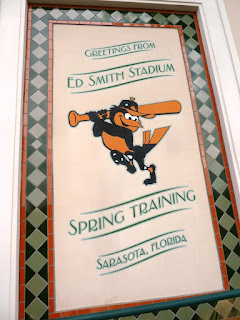 GREETINGS FROM
ED SMITH STADIUM
SPRING TRAINING
SARASOTA, FLORIDA